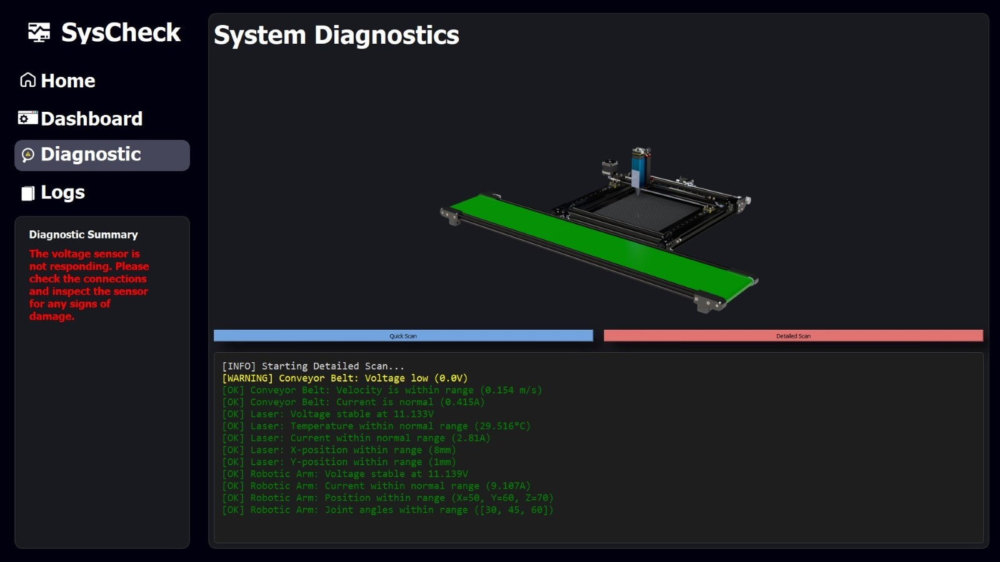 SysCheck
Home
Dashboard
Diagnostic
Logs
Diagnostic Summary
The voltage sensor is
not responding. Please
check the connections
and inspect the sensor
for any signs of
damage.
System Diagnostics
Quick Scan
Detailed Scan
[INFO] Starting Detailed Scan...
[WARNING] Conveyor Belt: Voltage low (0.0V)
[OK] Conveyor Belt: Velocity is within range (0.154 m/s)
[OK] Conveyor Belt: Current is normal (0.415A)
[OK] Laser: Voltage stable at 11.133V
[OK] Laser: Temperature within normal range (29.516°C)
[OK] Laser: Current within normal range (2.81A)
[OK] Laser: X-position within range (8mm)
[OK] Laser: Y-position within range (1mm)
[OK] Robotic Arm: Voltage stable at 11.139V
[OK] Robotic Arm: Current within normal range (9.107A)
[OK] Robotic Arm: Position within range (X=50, Y=60, Z=70)
[OK] Robotic Arm: Joint angles within range ([30, 45, 60])